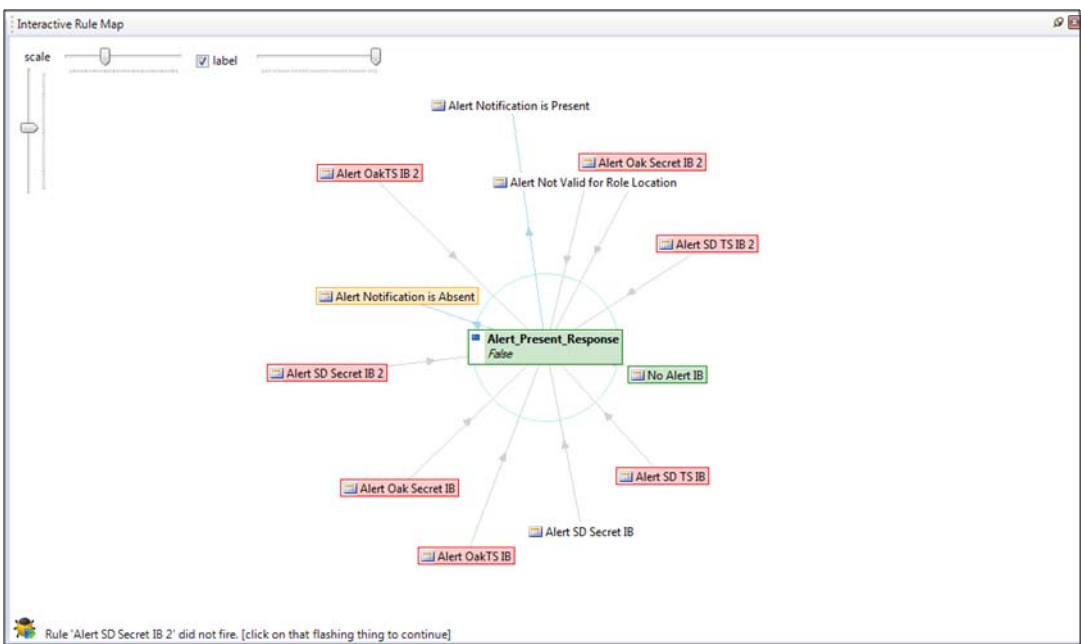 Interactive Rule Map
scale
label
Alert Notification is Present
Alert OakTS IB 2
Alert Oak Secret IB 2
Alert Not Valid for Role Location
Alert SD TS IB 2
Alert Notification is Absent
Alert_Present_Response
False
Alert SD Secret IB 2
No Alert IB
Alert SD TS IB
Alert Oak Secret IB
Alert SD Secret IB
Alert OakTS IB
Rule 'Alert SD Secret IB 2' did not fire. [click on that flashing thing to continue]